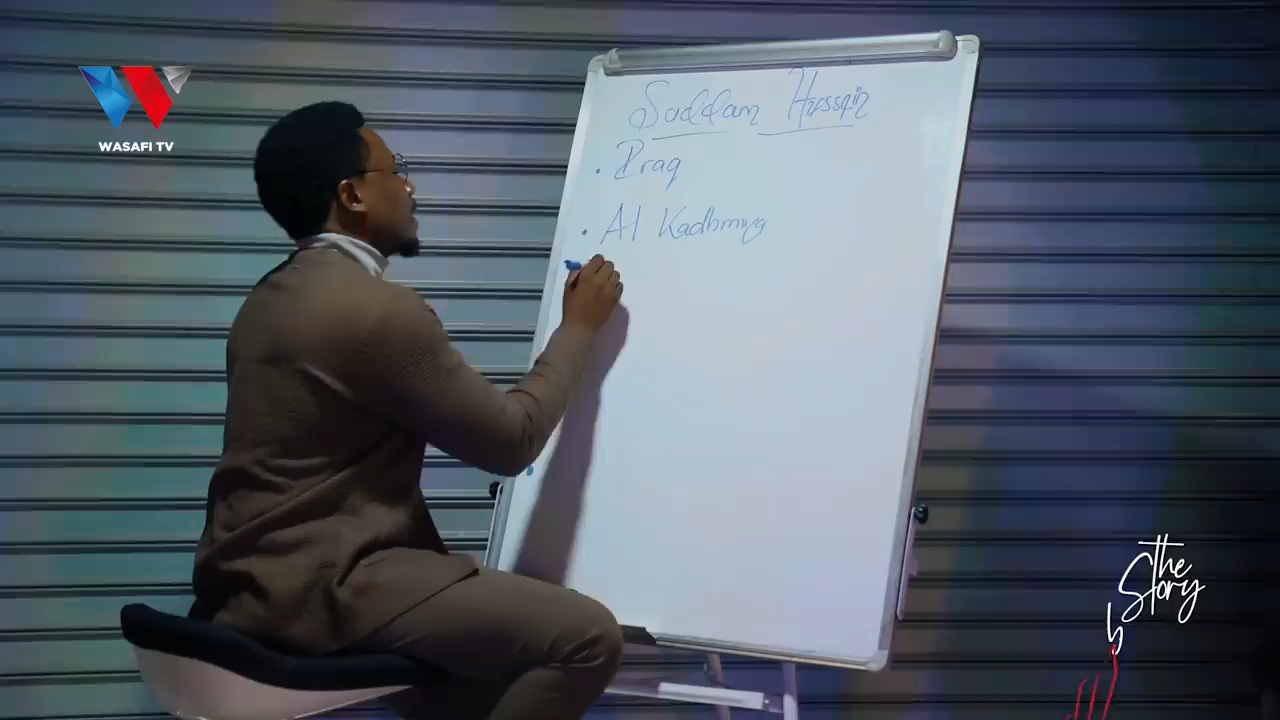 WASAFI TV
Saddam Hussein
• Iraq
• Al Kadhmiya
the
Story